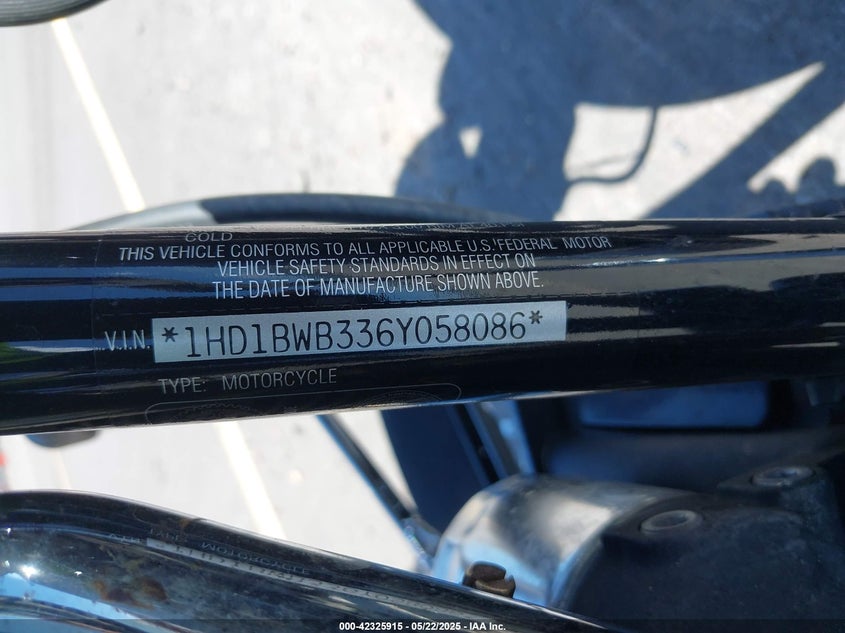 COLD
THIS VEHICLE CONFORMS TO ALL APPLICABLE U.S. FEDERAL MOTOR
VEHICLE SAFETY STANDARDS IN EFFECT ON
THE DATE OF MANUFACTURE SHOWN ABOVE.
V.I.N. *1HD1BWB336Y058086*
TYPE: MOTORCYCLE
000-42325915 - 05/22/2025 - IAA Inc.